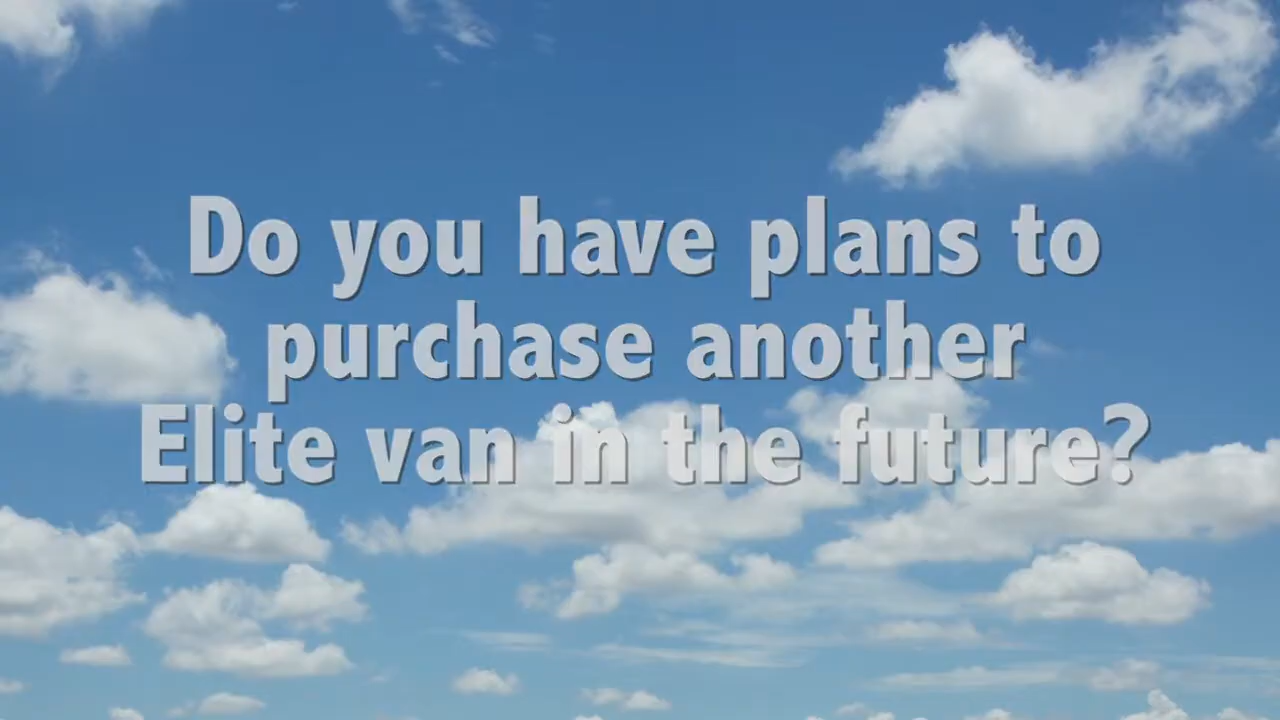 Do you have plans to
purchase another
Elite van in the future?